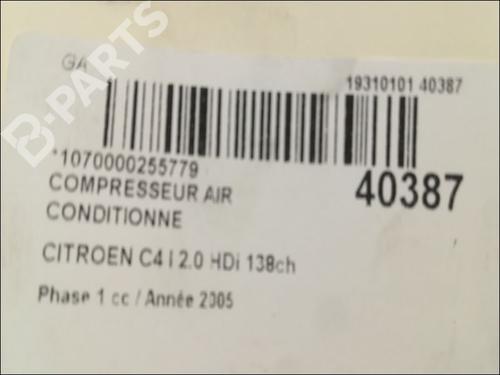 GA
19310101 40387
*1070000255779
40387
COMPRESSEUR AIR
CONDITIONNE
CITROEN C4 I 2.0 HDi 138ch
Phase 1 cc / Année 2005
B-PARTS